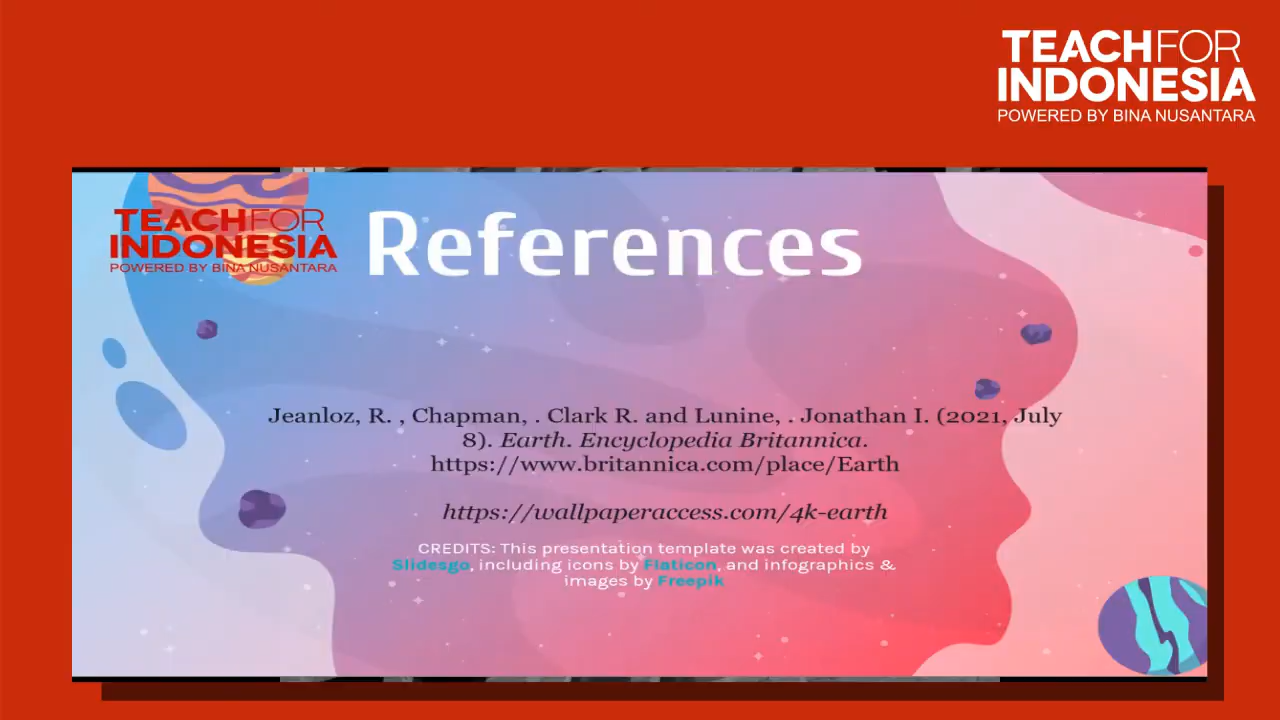 TEACHFOR
INDONESIA
POWERED BY BINA NUSANTARA
TEACHFOR
INDONESIA
POWERED BY BINA NUSANTARA
References
Jeanloz, R. , Chapman, . Clark R. and Lunine, . Jonathan I. (2021, July
8). Earth. Encyclopedia Britannica.
https://www.britannica.com/place/Earth
https://wallpaperaccess.com/4k-earth
CREDITS: This presentation template was created by
Slidesgo, including icons by Flaticon, and infographics &
images by Freepik